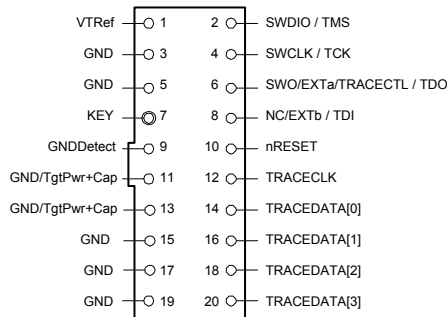 VTRef 1 2 SWDIO / TMS
GND 3 4 SWCLK / TCK
GND 5 6 SWO/EXTa/TRACECTL / TDO
KEY 7 8 NC/EXTb / TDI
GNDDetect 9 10 nRESET
GND/TgtPwr+Cap 11 12 TRACECLK
GND/TgtPwr+Cap 13 14 TRACEDATA[0]
GND 15 16 TRACEDATA[1]
GND 17 18 TRACEDATA[2]
GND 19 20 TRACEDATA[3]